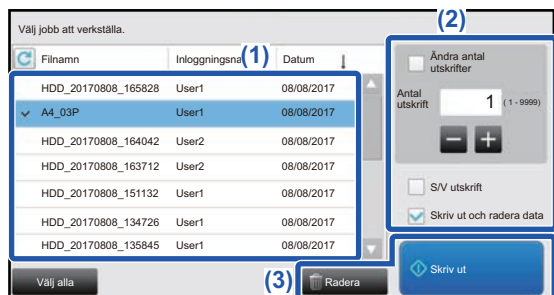 Välj jobb att verkställa.
(2)
Filnamn Inloggningsna (1) Datum
HDD_20170808_165828 User1 08/08/2017
A4_03P User1 08/08/2017
HDD_20170808_164042 User2 08/08/2017
HDD_20170808_163712 User2 08/08/2017
HDD_20170808_151132 User1 08/08/2017
HDD_20170808_134726 User1 08/08/2017
HDD_20170808_135845 User1 08/08/2017
Ändra antal
utskrifter
Antal
utskrift
1 (1 - 9999)
S/V utskrift
Skriv ut och radera data
Välj alla
(3)
Radera
Skriv ut